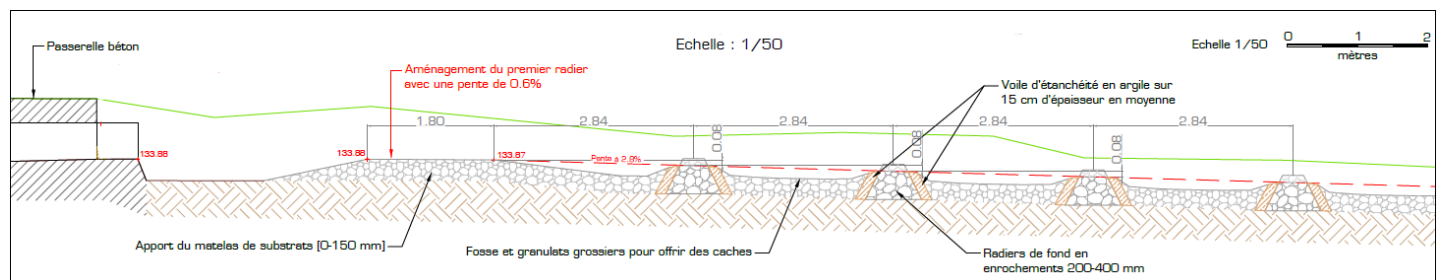 Passerelle béton
Echelle : 1/50
Echelle 1/50
0 1 2
mètres
Aménagement du premier radier
avec une pente de 0.6%
Voile d'étanchéité en argile sur
15 cm d'épaisseur en moyenne
1.80
2.84
2.84
2.84
2.84
0.08
0.08
0.08
133.88
133.88
133.87
Pente à 2.8%
Apport du matelas de substrats [0-150 mm]
Fosse et granulats grossiers pour offrir des caches
Radiers de fond en
enrochements 200-400 mm